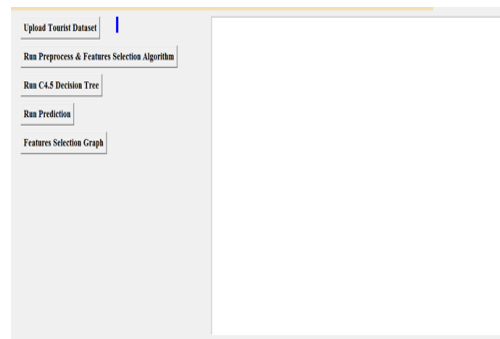 Upload Tourist Dataset
Run Preprocess & Features Selection Algorithm
Run C4.5 Decision Tree
Run Prediction
Features Selection Graph